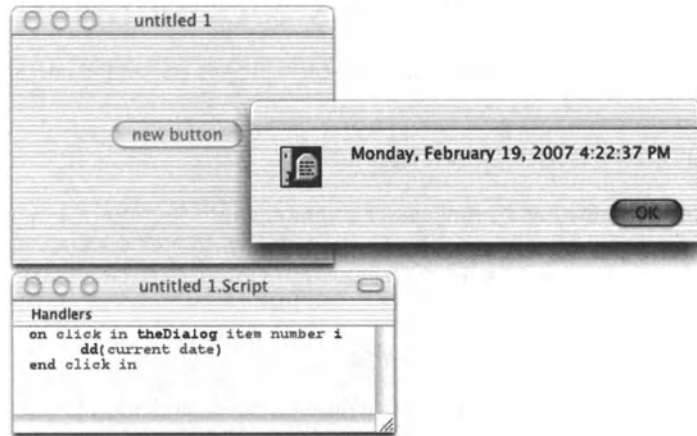 untitled 1
new button
Monday, February 19, 2007 4:22:37 PM
OK
untitled 1.Script
Handlers
on click in theDialog item number i
dd(current date)
end click in